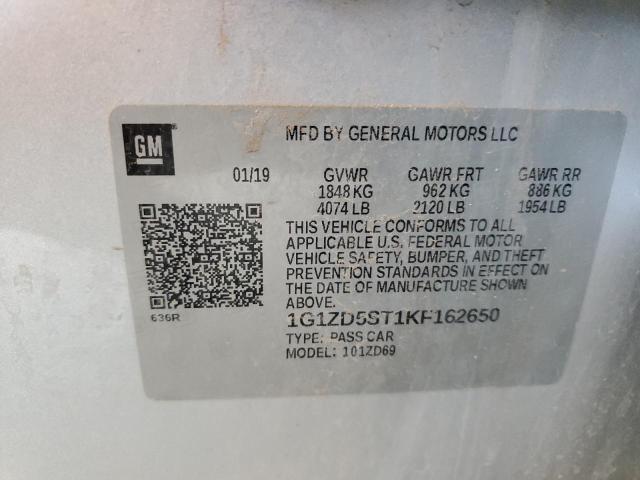 GM
MFD BY GENERAL MOTORS LLC
01/19 GVWR GAWR FRT GAWR RR
1848 KG 962 KG 886 KG
4074 LB 2120 LB 1954 LB
THIS VEHICLE CONFORMS TO ALL
APPLICABLE U.S. FEDERAL MOTOR
VEHICLE SAFETY, BUMPER, AND THEFT
PREVENTION STANDARDS IN EFFECT ON
THE DATE OF MANUFACTURE SHOWN
ABOVE.
1G1ZD5ST1KF162650
636R
TYPE: PASS CAR
MODEL: 101ZD69